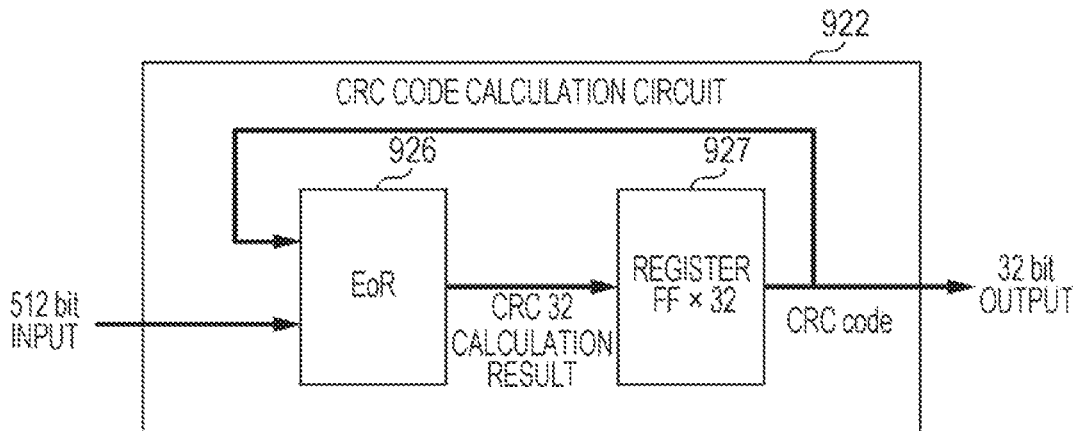 922
CRC CODE CALCULATION CIRCUIT
926
927
EoR
REGISTER
FF × 32
512 bit
INPUT
CRC 32
CALCULATION
RESULT
CRC code
32 bit
OUTPUT